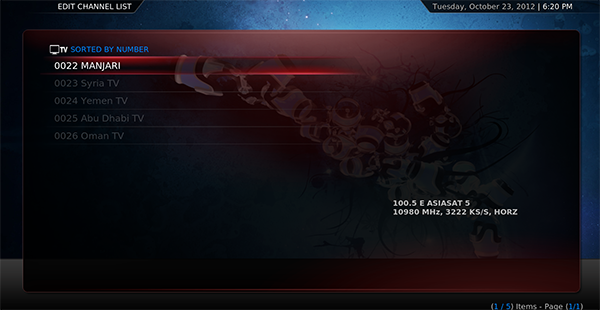 EDIT CHANNEL LIST
Tuesday, October 23, 2012 | 6:20 PM
TV SORTED BY NUMBER
0022 MANJARI
0023 Syria TV
0024 Yemen TV
0025 Abu Dhabi TV
0026 Oman TV
100.5 E ASIASAT 5
10980 MHz, 3222 KS/S, HORZ
(1 / 5) Items - Page (1/1)